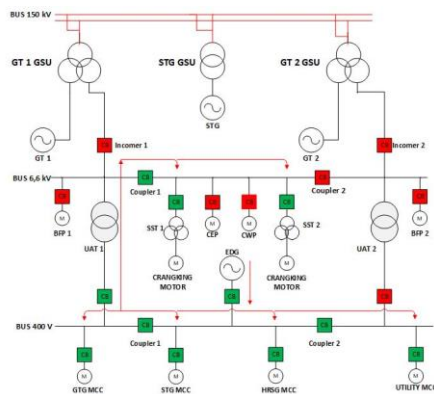 BUS 150 kV
GT 1 GSU
STG GSU
GT 2 GSU
STG
GT 1
GT 2
CB
Incomer 1
CB
Incomer 2
BUS 6,6 kV
CB
Coupler 1
CB
Coupler 2
CB
CB
CB
CB
CB
CB
M
BFP 1
SST 1
M
CEP
M
CWP
SST 2
M
BFP 2
UAT 1
EDG
UAT 2
M
CRANGKING
MOTOR
M
CRANGKING
MOTOR
CB
CB
CB
BUS 400 V
CB
Coupler 1
CB
Coupler 2
CB
CB
CB
CB
M
GTG MCC
M
STG MCC
M
HRSG MCC
M
UTILITY MCC